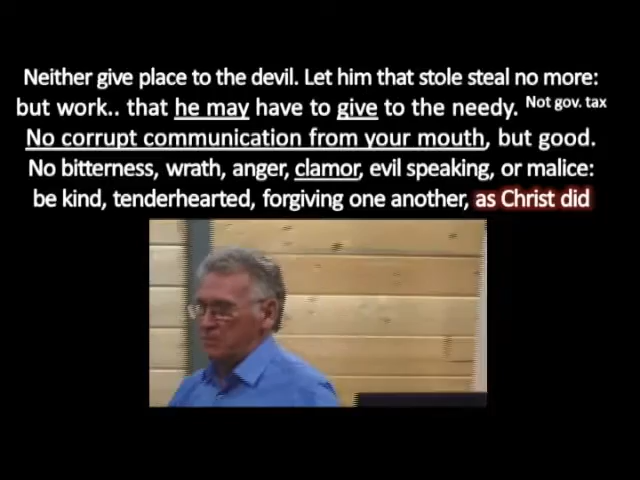 Neither give place to the devil. Let him that stole steal no more:
but work.. that he may have to give to the needy. Not gov. tax
No corrupt communication from your mouth, but good.
No bitterness, wrath, anger, clamor, evil speaking, or malice:
be kind, tenderhearted, forgiving one another, as Christ did